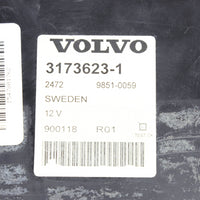 VOLVO
3173623-1
2472 9851-0059
SWEDEN
12 V
900118 R01